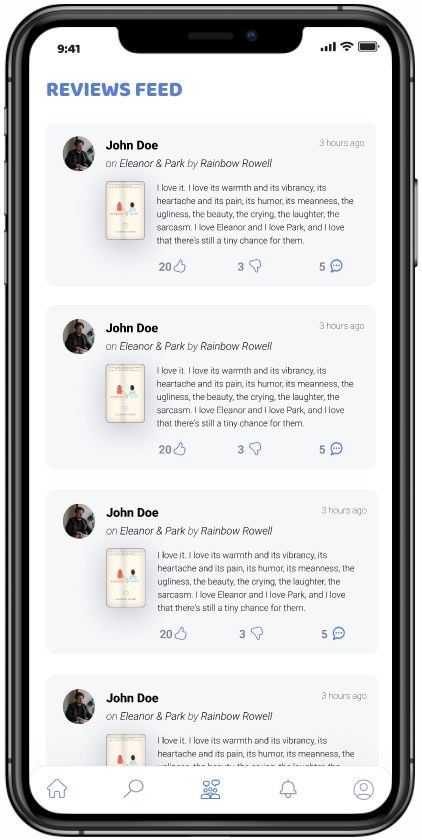 9:41
REVIEWS FEED
John Doe
3 hours ago
on Eleanor & Park by Rainbow Rowell
I love it. I love its warmth and its vibrancy, its
heartache and its pain, its humor, its meanness, the
ugliness, the beauty, the crying, the laughter, the
sarcasm. I love Eleanor and I love Park, and I love
that there's still a tiny chance for them.
20 3 5
John Doe
3 hours ago
on Eleanor & Park by Rainbow Rowell
I love it. I love its warmth and its vibrancy, its
heartache and its pain, its humor, its meanness, the
ugliness, the beauty, the crying, the laughter, the
sarcasm. I love Eleanor and I love Park, and I love
that there's still a tiny chance for them.
20 3 5
John Doe
3 hours ago
on Eleanor & Park by Rainbow Rowell
I love it. I love its warmth and its vibrancy, its
heartache and its pain, its humor, its meanness, the
ugliness, the beauty, the crying, the laughter, the
sarcasm. I love Eleanor and I love Park, and I love
that there's still a tiny chance for them.
20 3 5
John Doe
3 hours ago
on Eleanor & Park by Rainbow Rowell
I love it. I love its warmth and its vibrancy, its
heartache and its pain, its humor, its meanness, the